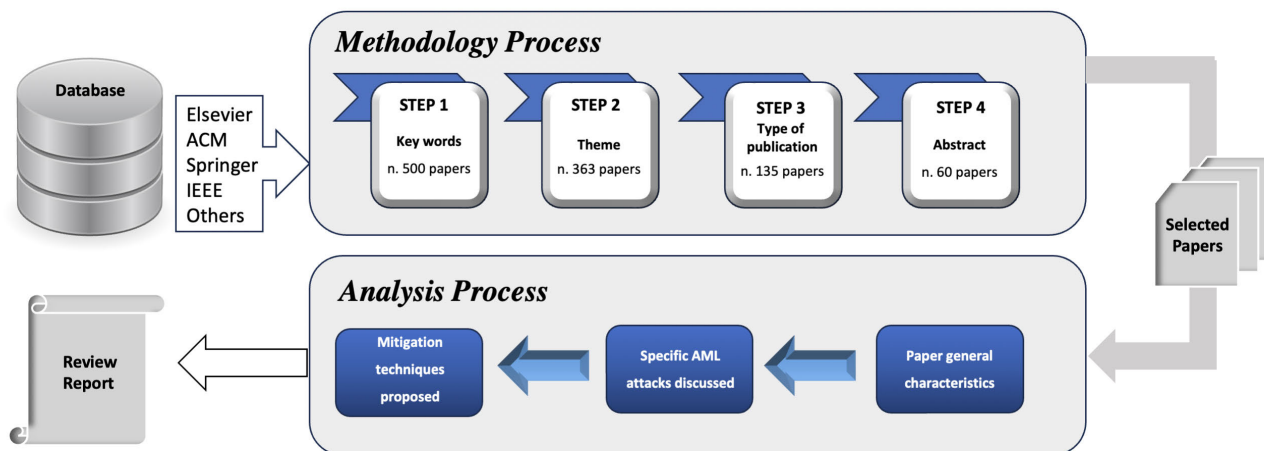 Methodology Process
Database
Elsevier
ACM
Springer
IEEE
Others
STEP 1
Key words
n. 500 papers
STEP 2
Theme
n. 363 papers
STEP 3
Type of
publication
n. 135 papers
STEP 4
Abstract
n. 60 papers
Selected
Papers
Analysis Process
Paper general
characteristics
Specific AML
attacks discussed
Mitigation
techniques
proposed
Review
Report